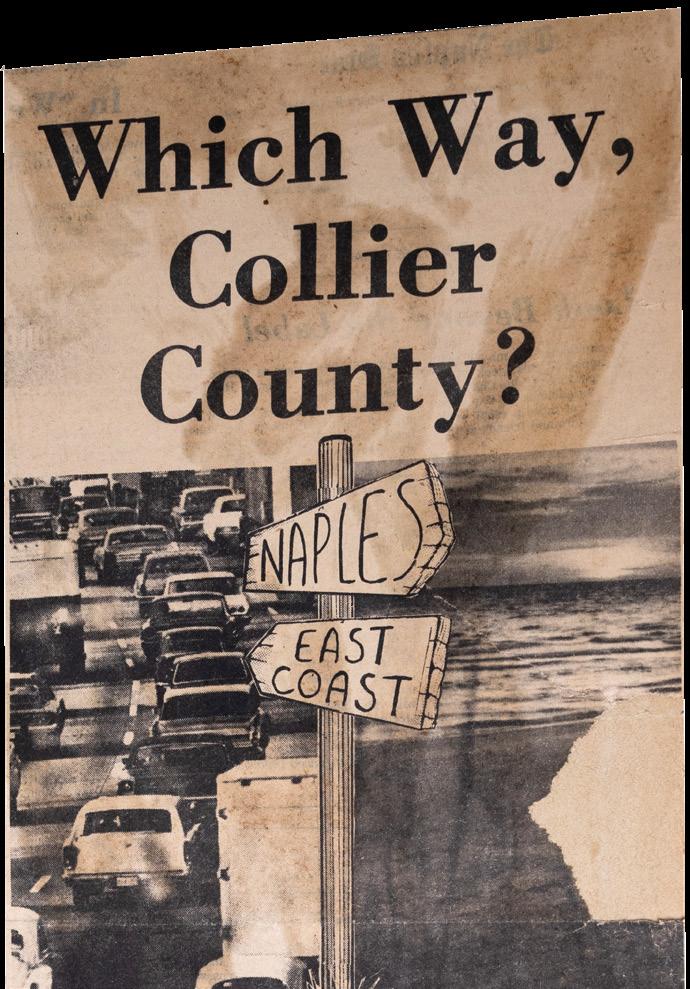 Which Way,
Collier
County?
NAPLES
EAST
COAST